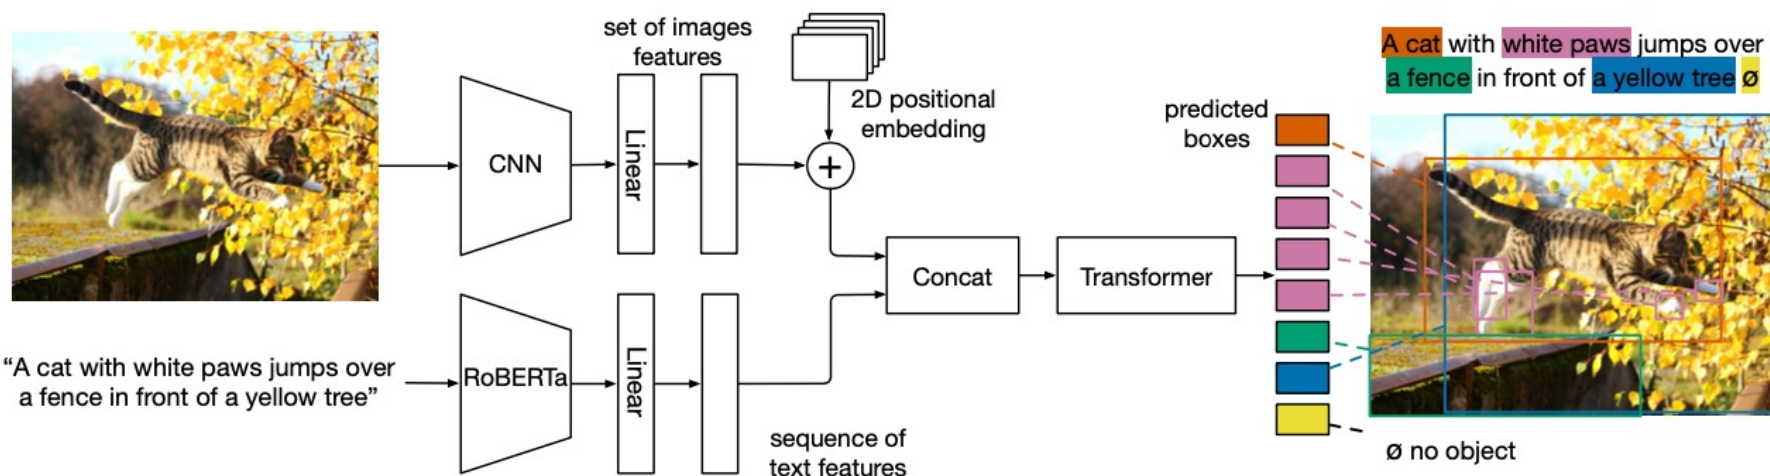 set of images
features
2D positional
embedding
CNN
Linear
+
"A cat with white paws jumps over
a fence in front of a yellow tree"
RoBERTa
Linear
sequence of
text features
Concat
Transformer
predicted
boxes
A cat with white paws jumps over
a fence in front of a yellow tree ø
ø no object